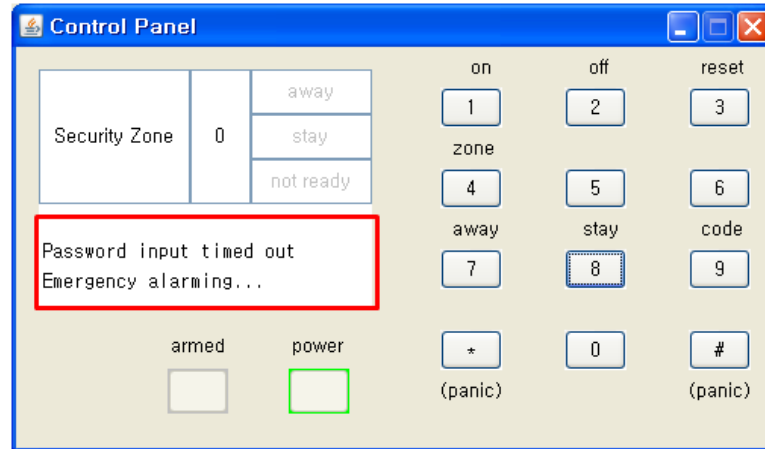 Control Panel
Security Zone
0
away
stay
not ready
Password input timed out
Emergency alarming...
armed
power
on
off
reset
1
2
3
zone
4
5
6
away
stay
code
7
8
9
*
0
#
(panic)
(panic)